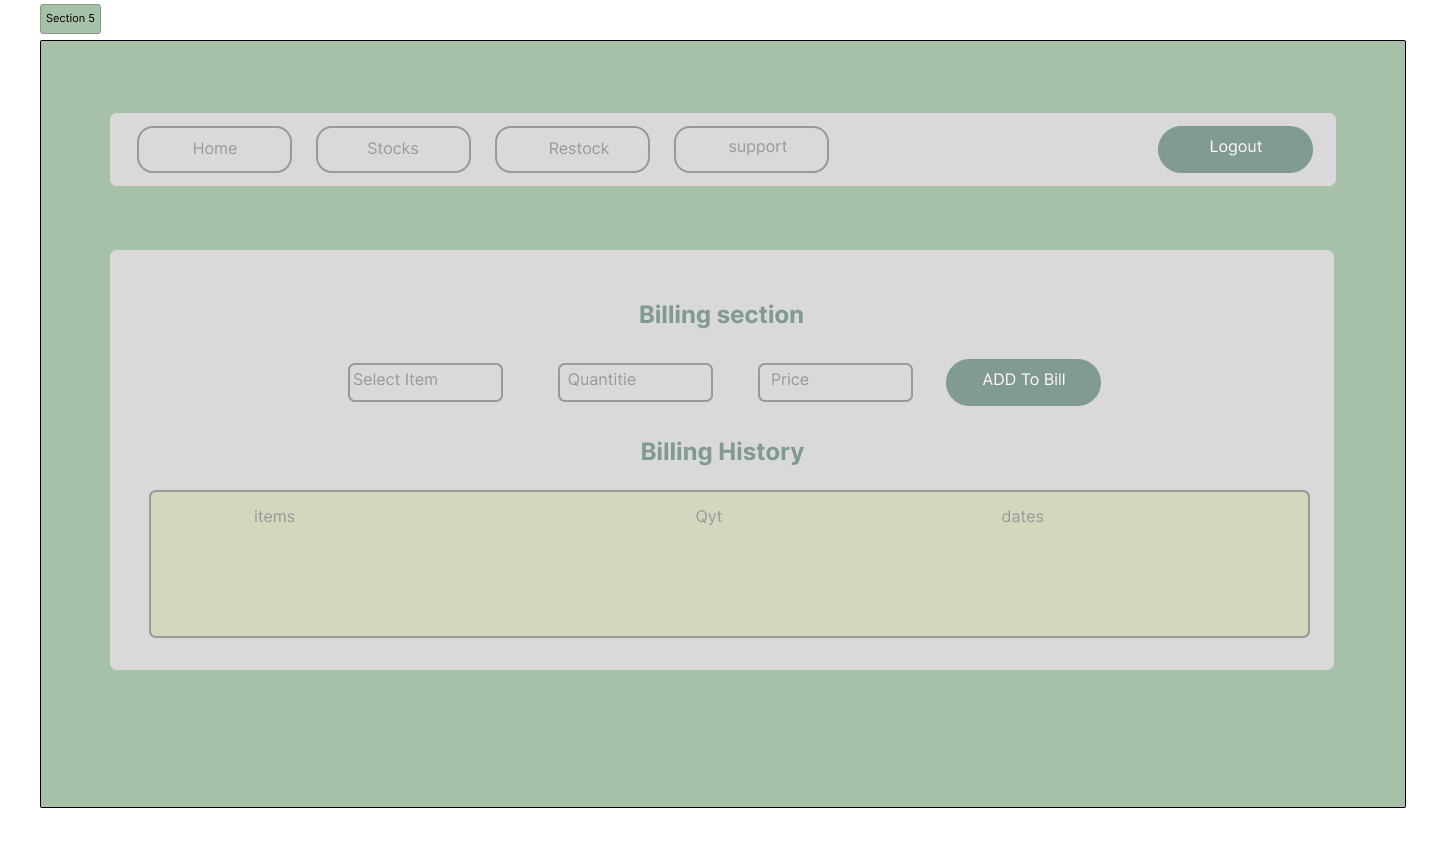 Section 5
Home Stocks Restock support Logout
Billing section
Select Item Quantitie Price ADD To Bill
Billing History
items Qyt dates